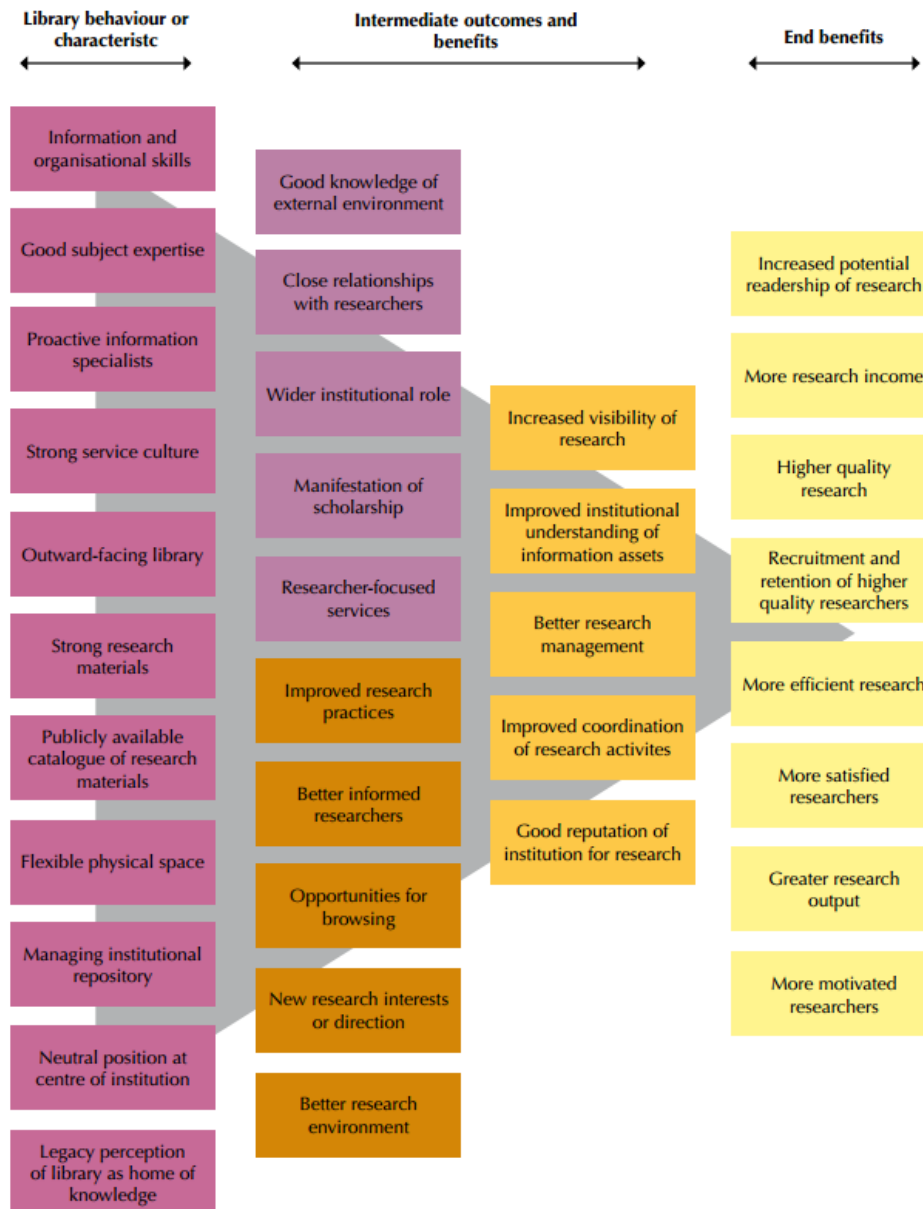 Library behaviour or
characteristc
Intermediate outcomes and
benefits
End benefits
Information and
organisational skills
Good subject expertise
Proactive information
specialists
Strong service culture
Outward-facing library
Strong research
materials
Publicly available
catalogue of research
materials
Flexible physical space
Managing institutional
repository
Neutral position at
centre of institution
Legacy perception
of library as home of
knowledge
Good knowledge of
external environment
Close relationships
with researchers
Wider institutional role
Manifestation of
scholarship
Researcher-focused
services
Improved research
practices
Better informed
researchers
Opportunities for
browsing
New research interests
or direction
Better research
environment
Increased visibility of
research
Improved institutional
understanding of
information assets
Better research
management
Improved coordination
of research activites
Good reputation of
institution for research
Increased potential
readership of research
More research income
Higher quality
research
Recruitment and
retention of higher
quality researchers
More efficient research
More satisfied
researchers
Greater research
output
More motivated
researchers